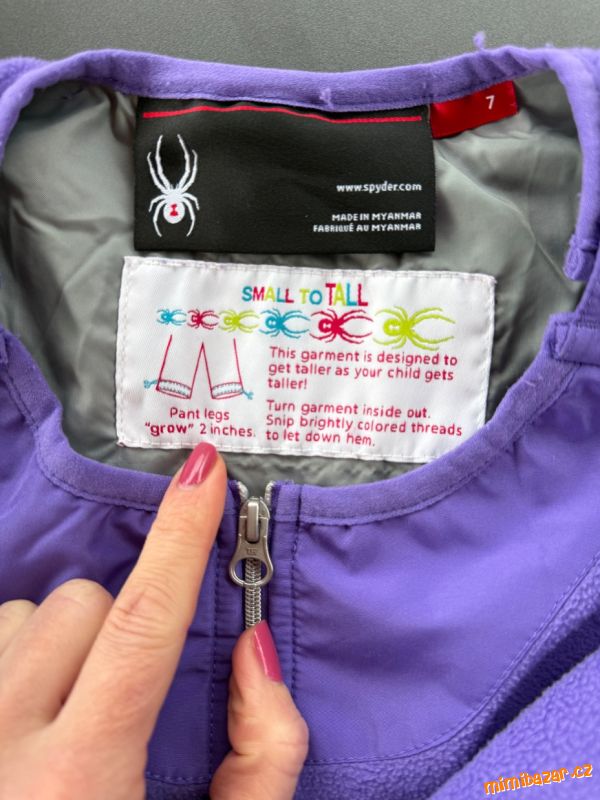 7
www.spyder.com
MADE IN MYANMAR
FABRIQUÉ AU MYANMAR
SMALL TO TALL
This garment is designed to
get taller as your child gets
taller!
Pant legs
"grow" 2 inches.
Turn garment inside out.
Snip brightly colored threads
to let down hem.
mimibazar.cz